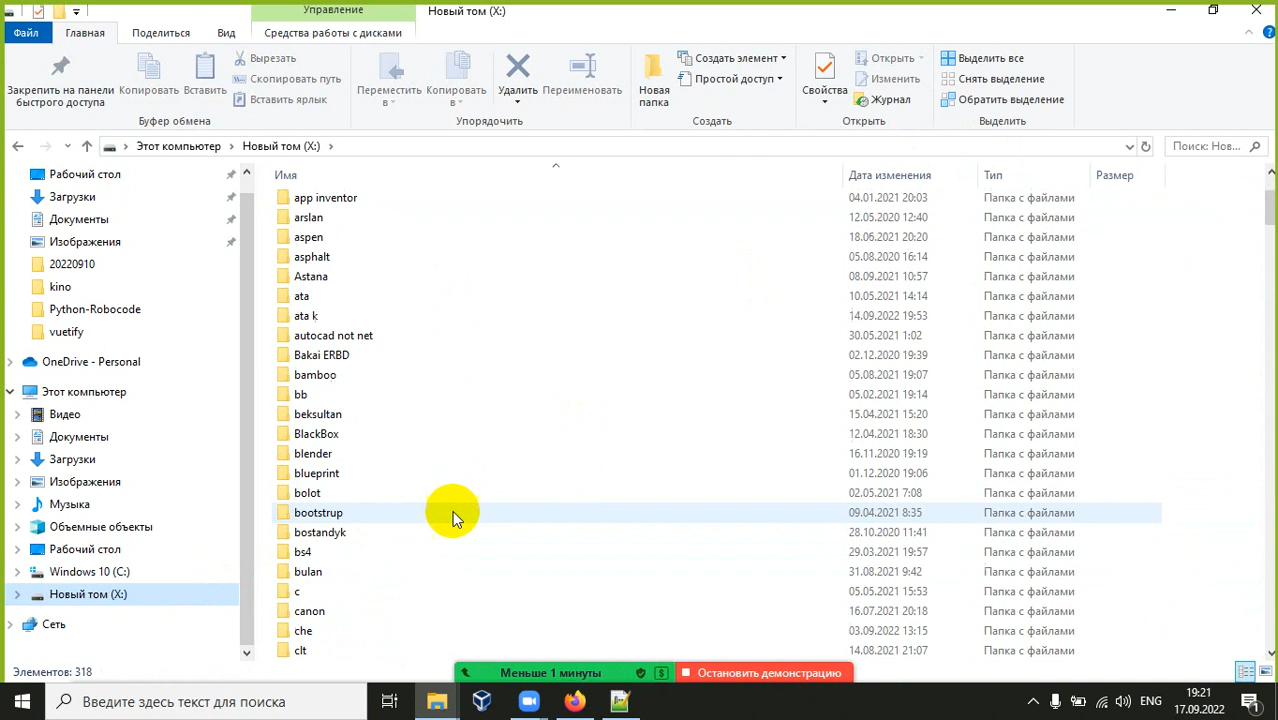 Управление
Новый том (X:)
Файл
Главная
Поделиться
Вид
Средства работы с дисками
Закрепить на панели быстрого доступа
Копировать
Вставить
Вырезать
Скопировать путь
Вставить ярлык
Буфер обмена
Переместить в
Копировать в
Удалить
Переименовать
Упорядочить
Новая папка
Создать элемент
Простой доступ
Создать
Свойства
Открыть
Изменить
Журнал
Открыть
Выделить все
Снять выделение
Обратить выделение
Выделить
Этот компьютер
Новый том (X:)
Поиск: Нов...
Рабочий стол
Загрузки
Документы
Изображения
20220910
kino
Python-Robocode
vuetify
OneDrive - Personal
Этот компьютер
Видео
Документы
Загрузки
Изображения
Музыка
Объемные объекты
Рабочий стол
Windows 10 (C:)
Новый том (X:)
Сеть
Имя Дата изменения Тип Размер
app inventor 04.01.2021 20:03 Папка с файлами
arslan 12.05.2020 12:40 Папка с файлами
aspen 18.06.2021 20:20 Папка с файлами
asphalt 05.08.2020 16:14 Папка с файлами
Astana 08.09.2021 10:57 Папка с файлами
ata 10.05.2021 14:14 Папка с файлами
ata k 14.09.2022 19:53 Папка с файлами
autocad not net 30.05.2021 1:02 Папка с файлами
Bakai ERBD 02.12.2020 19:39 Папка с файлами
bamboo 05.08.2021 19:07 Папка с файлами
bb 05.02.2021 19:14 Папка с файлами
beksultan 15.04.2021 15:20 Папка с файлами
BlackBox 12.04.2021 18:30 Папка с файлами
blender 16.11.2020 19:19 Папка с файлами
blueprint 01.12.2020 19:06 Папка с файлами
bolot 02.05.2021 7:08 Папка с файлами
bootstrup 09.04.2021 8:35 Папка с файлами
bostandyk 28.10.2020 11:41 Папка с файлами
bs4 29.03.2021 19:57 Папка с файлами
bulan 31.08.2021 9:42 Папка с файлами
c 05.05.2021 15:53 Папка с файлами
canon 16.07.2021 20:18 Папка с файлами
che 03.09.2022 13:15 Папка с файлами
clt 14.08.2021 21:07 Папка с файлами
Элементов: 318
Меньше 1 минуты
Остановить демонстрацию
Введите здесь текст для поиска
ENG
19:21
17.09.2022
1